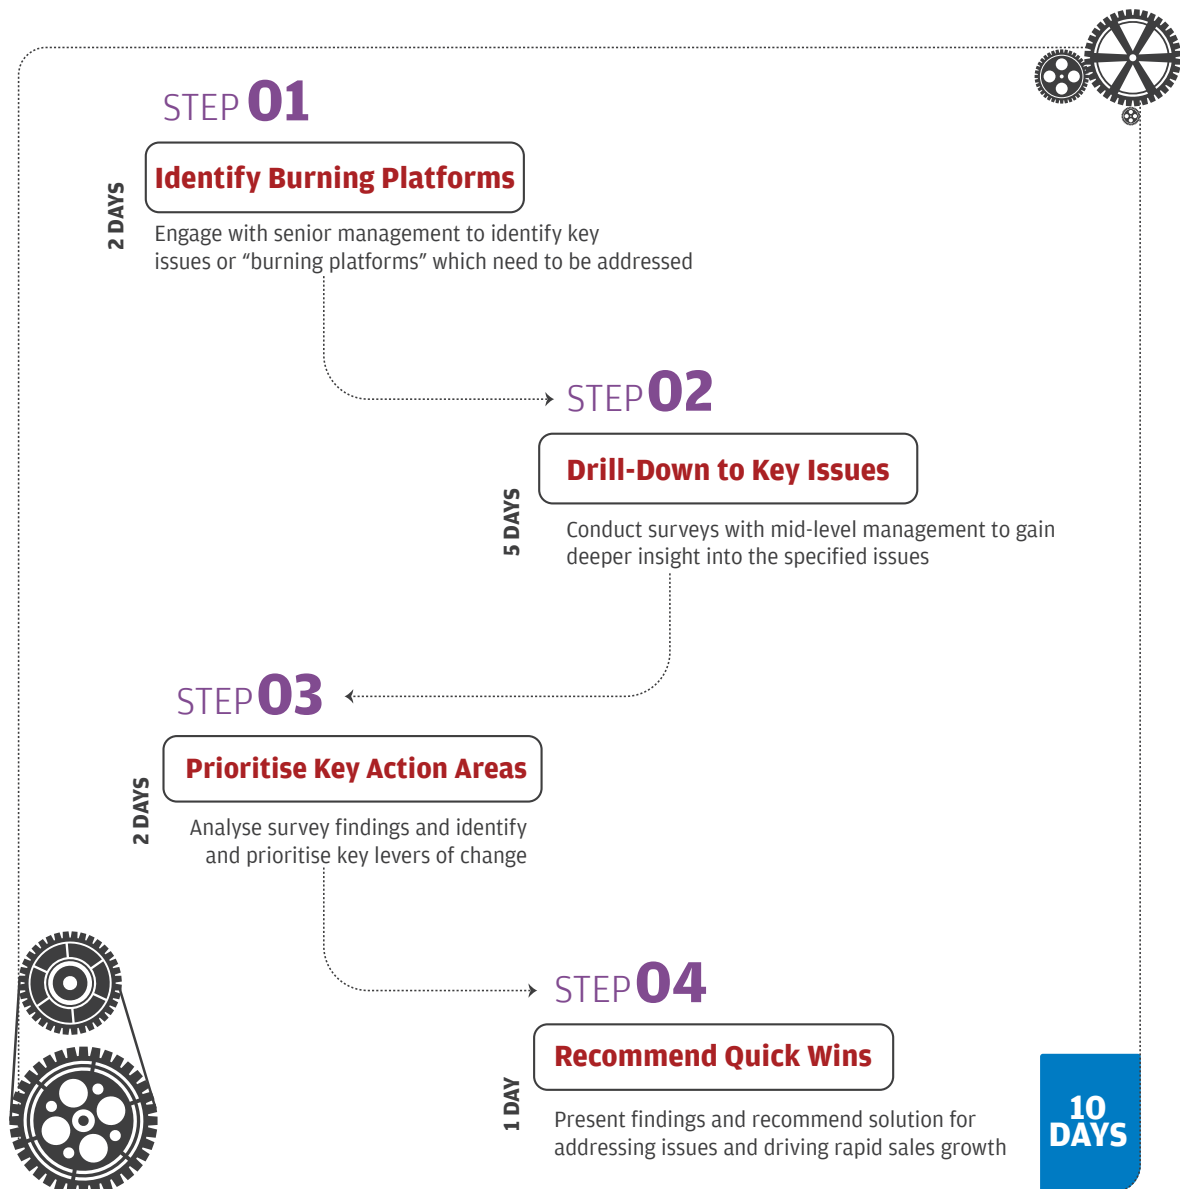 STEP 01
Identify Burning Platforms
2 DAYS
Engage with senior management to identify key
issues or “burning platforms” which need to be addressed
STEP 02
Drill-Down to Key Issues
5 DAYS
Conduct surveys with mid-level management to gain
deeper insight into the specified issues
STEP 03
Prioritise Key Action Areas
2 DAYS
Analyse survey findings and identify
and prioritise key levers of change
STEP 04
Recommend Quick Wins
1 DAY
Present findings and recommend solution for
addressing issues and driving rapid sales growth
10
DAYS